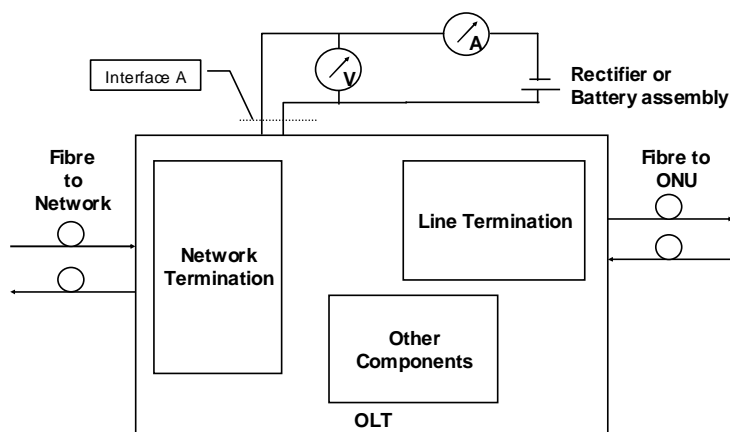 A
V
Interface A
Rectifier or
Battery assembly
Fibre
to
Network
Fibre to
ONU
Network
Termination
Line Termination
Other
Components
OLT